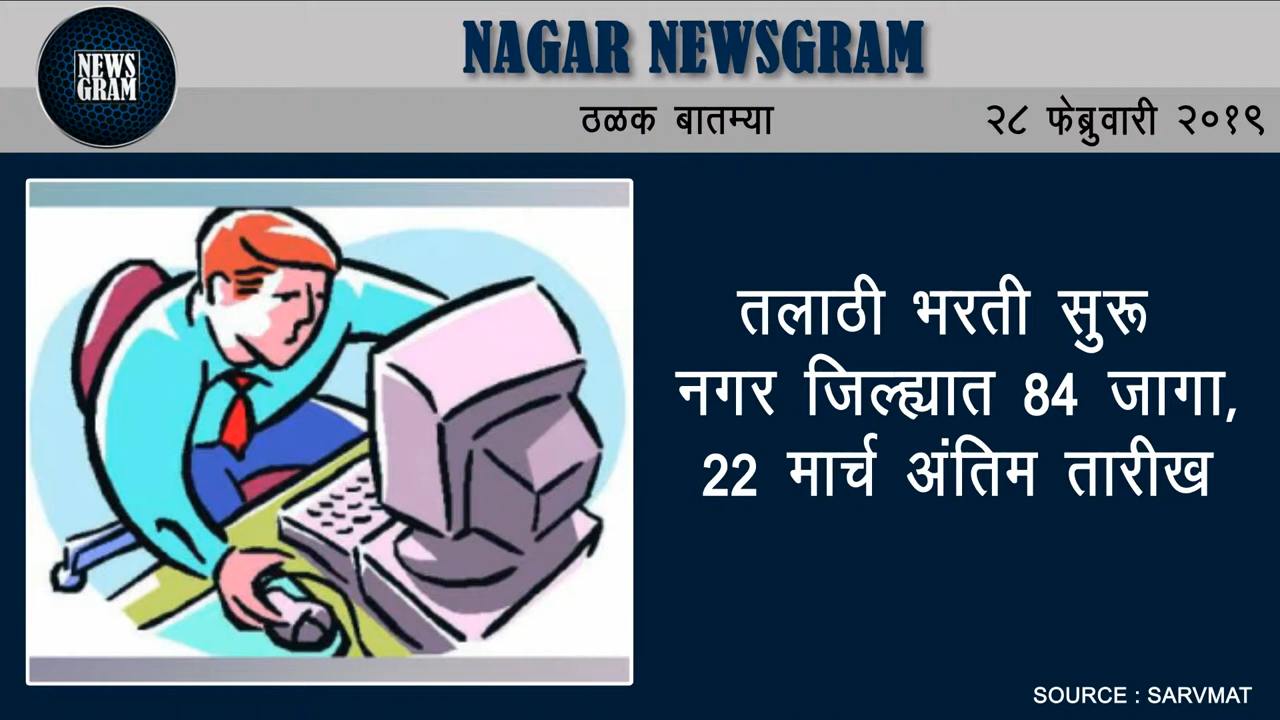 NEWS
GRAM
NAGAR NEWSGRAM
ठळक बातम्या
२८ फेब्रुवारी २०१९
तलाठी भरती सुरू
नगर जिल्ह्यात 84 जागा,
22 मार्च अंतिम तारीख
SOURCE : SARVMAT